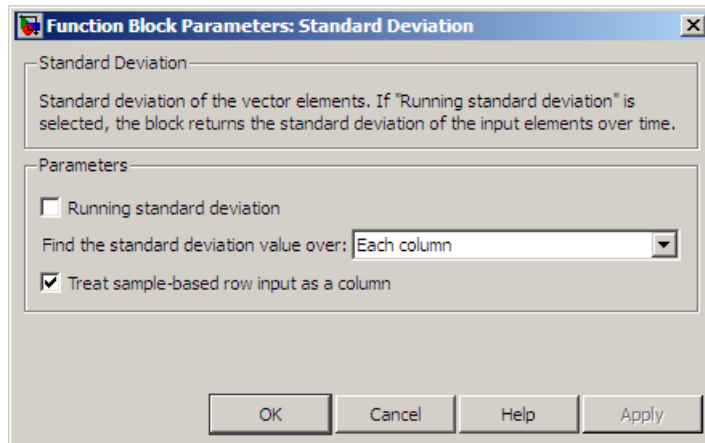 Function Block Parameters: Standard Deviation
Standard Deviation
Standard deviation of the vector elements. If "Running standard deviation" is
selected, the block returns the standard deviation of the input elements over time.
Parameters
Running standard deviation
Find the standard deviation value over: Each column
Treat sample-based row input as a column
OK Cancel Help Apply